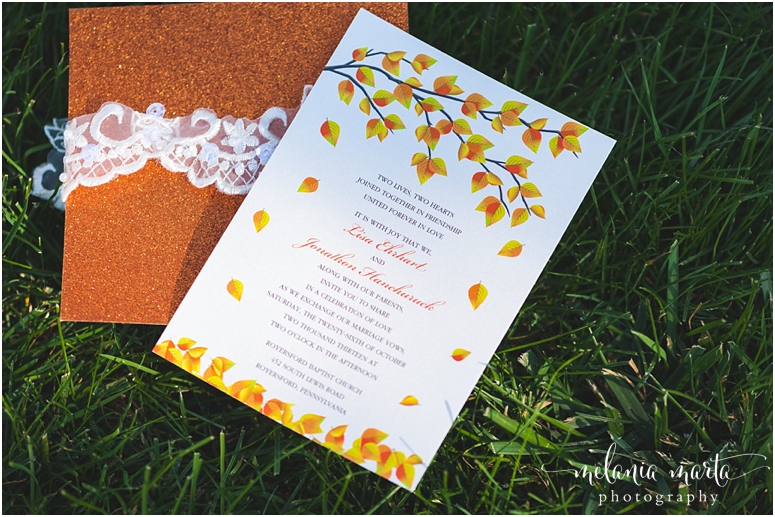 TWO LIVES, TWO HEARTS
JOINED TOGETHER IN FRIENDSHIP
UNITED FOREVER IN LOVE
IT IS WITH JOY THAT WE,
Lisa Ehrhart
AND
Jonathon Hancharuck
ALONG WITH OUR PARENTS,
INVITE YOU TO SHARE
IN A CELEBRATION OF LOVE
AS WE EXCHANGE OUR MARRIAGE VOWS,
SATURDAY, THE TWENTY-SIXTH OF OCTOBER
TWO THOUSAND THIRTEEN AT
TWO O'CLOCK IN THE AFTERNOON
ROYERSFORD BAPTIST CHURCH
452 SOUTH LEWIS ROAD
ROYERSFORD, PENNSYLVANIA
melania marta
photography